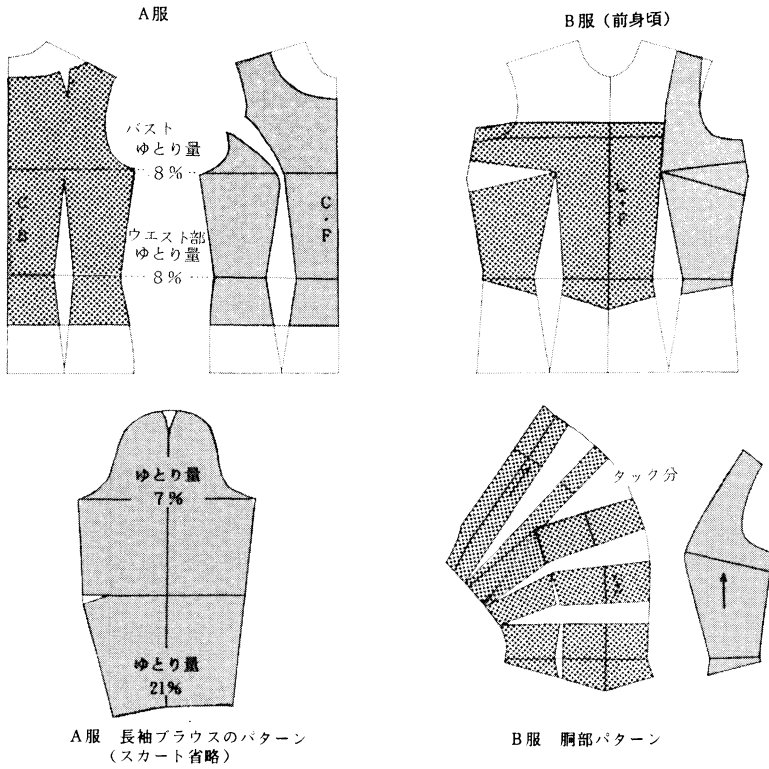 A服
B服（前身頃）
バスト
ゆとり量
8%
C・B
C・F
ウエスト部
ゆとり量
8%
C・F
ゆとり量
7%
ゆとり量
21%
タック分
A服 長袖ブラウスのパターン
（スカート省略）
B服 胴部パターン